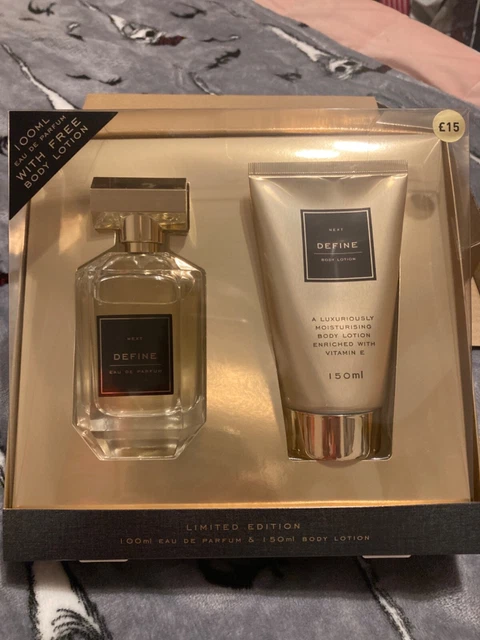 100ML
EAU DE PARFUM
WITH FREE
BODY LOTION
£15
NEXT
DEFINE
EAU DE PARFUM
NEXT
DEFINE
BODY LOTION
A LUXURIOUSLY
MOISTURISING
BODY LOTION
ENRICHED WITH
VITAMIN E
150ml
LIMITED EDITION
100ml EAU DE PARFUM & 150ml BODY LOTION